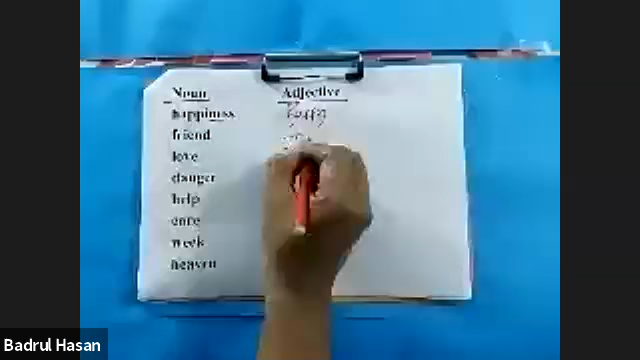 Noun Adjective
happiness happy
friend
love
danger
help
care
week
heaven
Badrul Hasan